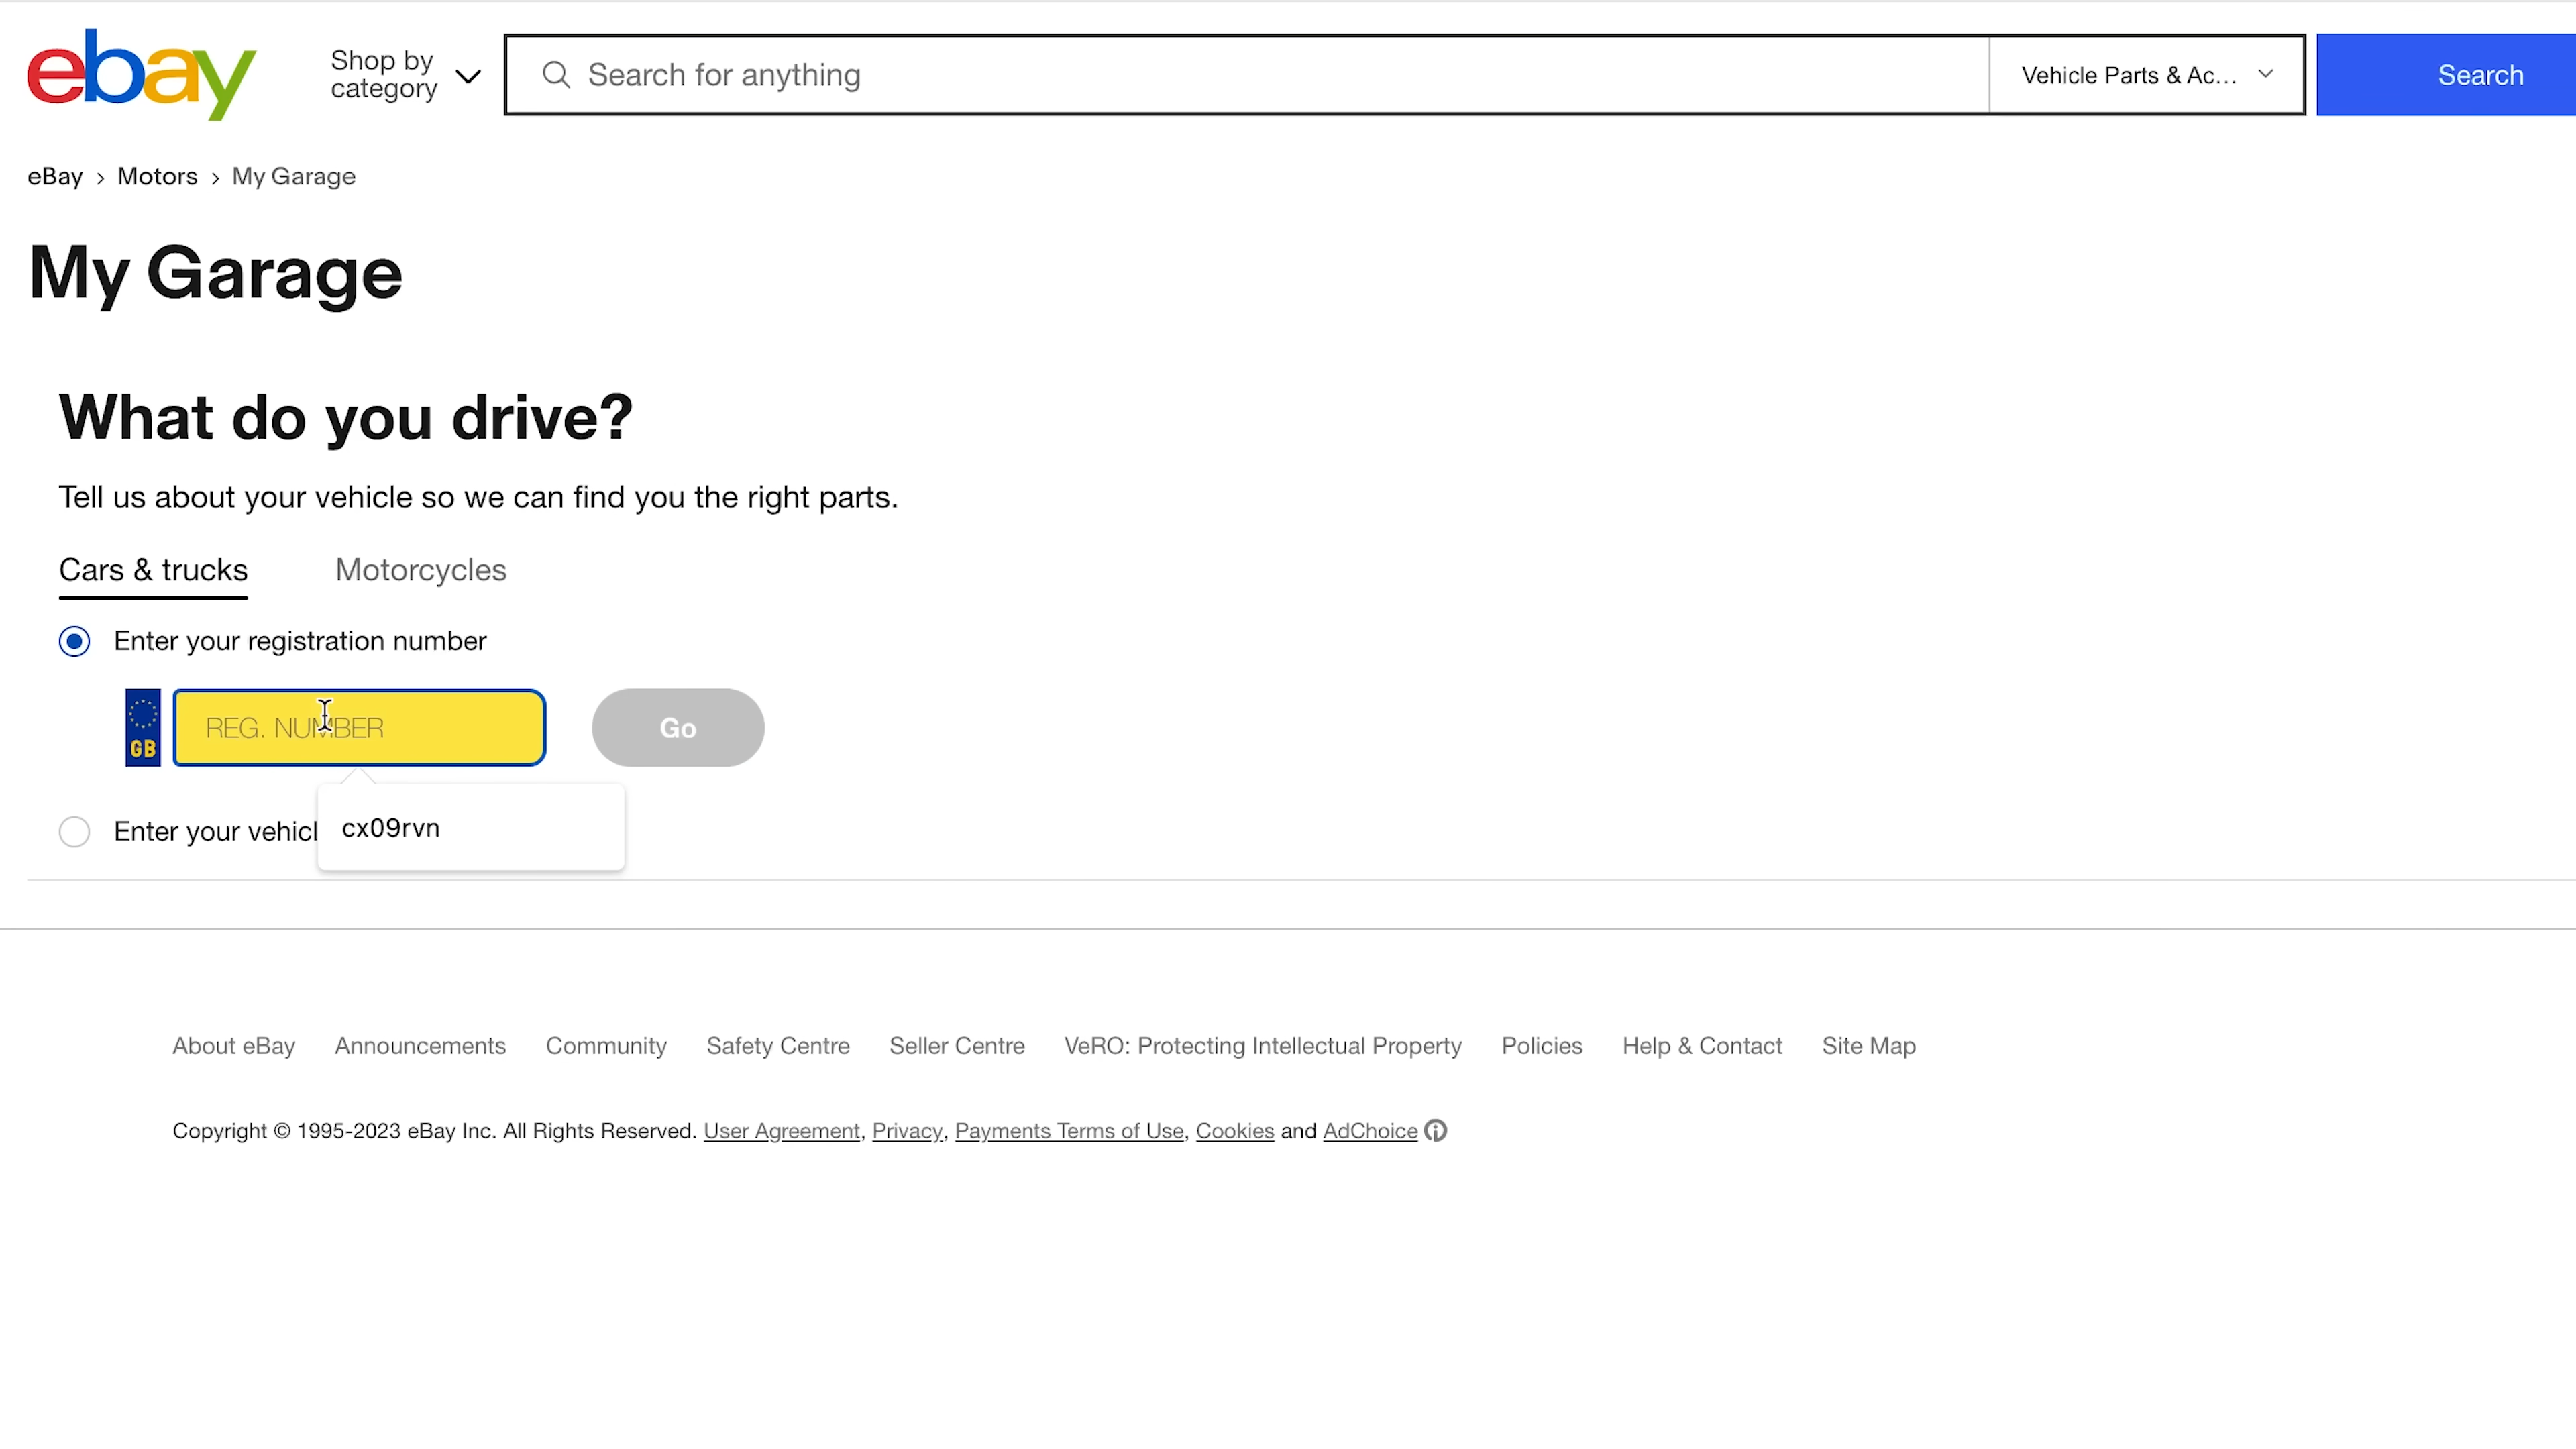 ebay
Shop by
category
Search for anything
Vehicle Parts & Ac...
Search
eBay > Motors > My Garage
My Garage
What do you drive?
Tell us about your vehicle so we can find you the right parts.
Cars & trucks
Motorcycles
Enter your registration number
GB
REG. NUMBER
Go
Enter your vehicl
cx09rvn
About eBay Announcements Community Safety Centre Seller Centre VeRO: Protecting Intellectual Property Policies Help & Contact Site Map
Copyright © 1995-2023 eBay Inc. All Rights Reserved. User Agreement, Privacy, Payments Terms of Use, Cookies and AdChoice